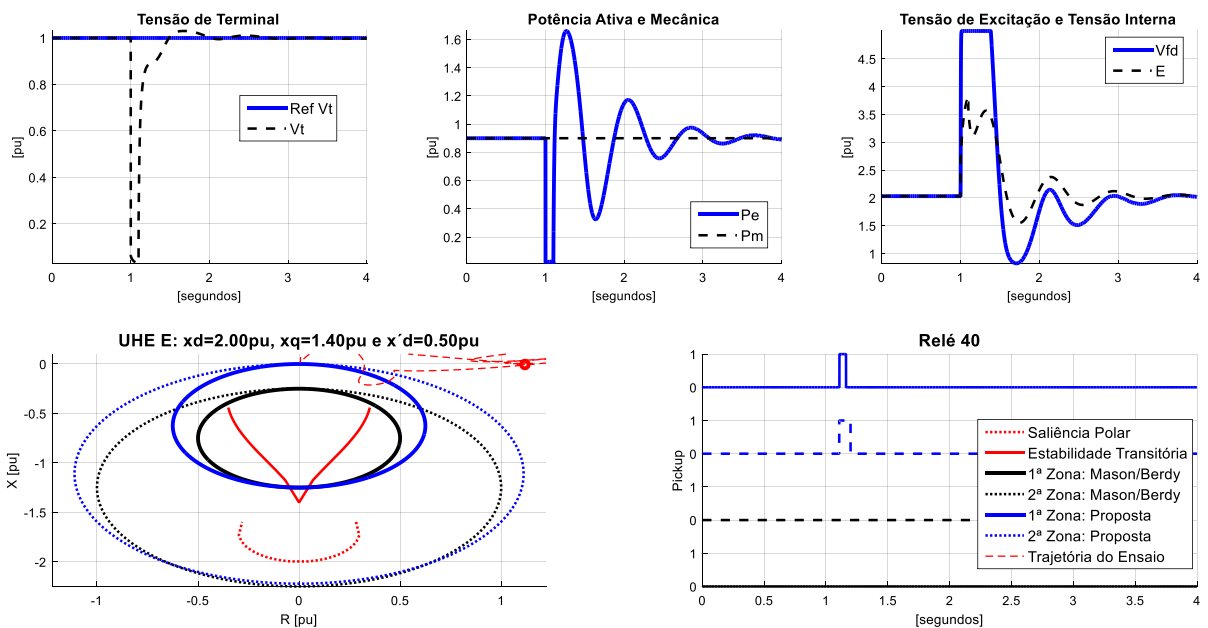 Tensão de Terminal
1
0.8
0.6
0.4
0.2
[pu]
Ref Vt
Vt
0 1 2 3 4
[segundos]
Potência Ativa e Mecânica
1.6
1.4
1.2
1
0.8
0.6
0.4
0.2
[pu]
Pe
Pm
0 1 2 3 4
[segundos]
Tensão de Excitação e Tensão Interna
4.5
4
3.5
3
2.5
2
1.5
1
[pu]
Vfd
E
0 1 2 3 4
[segundos]
UHE E: xd=2.00pu, xq=1.40pu e x´d=0.50pu
0
-0.5
-1
-1.5
-2
X [pu]
-1 -0.5 0 0.5 1
R [pu]
Relé 40
1
0
1
0
1
0
1
0
Pickup
Saliência Polar
Estabilidade Transitória
1ª Zona: Mason/Berdy
2ª Zona: Mason/Berdy
1ª Zona: Proposta
2ª Zona: Proposta
Trajetória do Ensaio
0 0.5 1 1.5 2 2.5 3 3.5 4
[segundos]